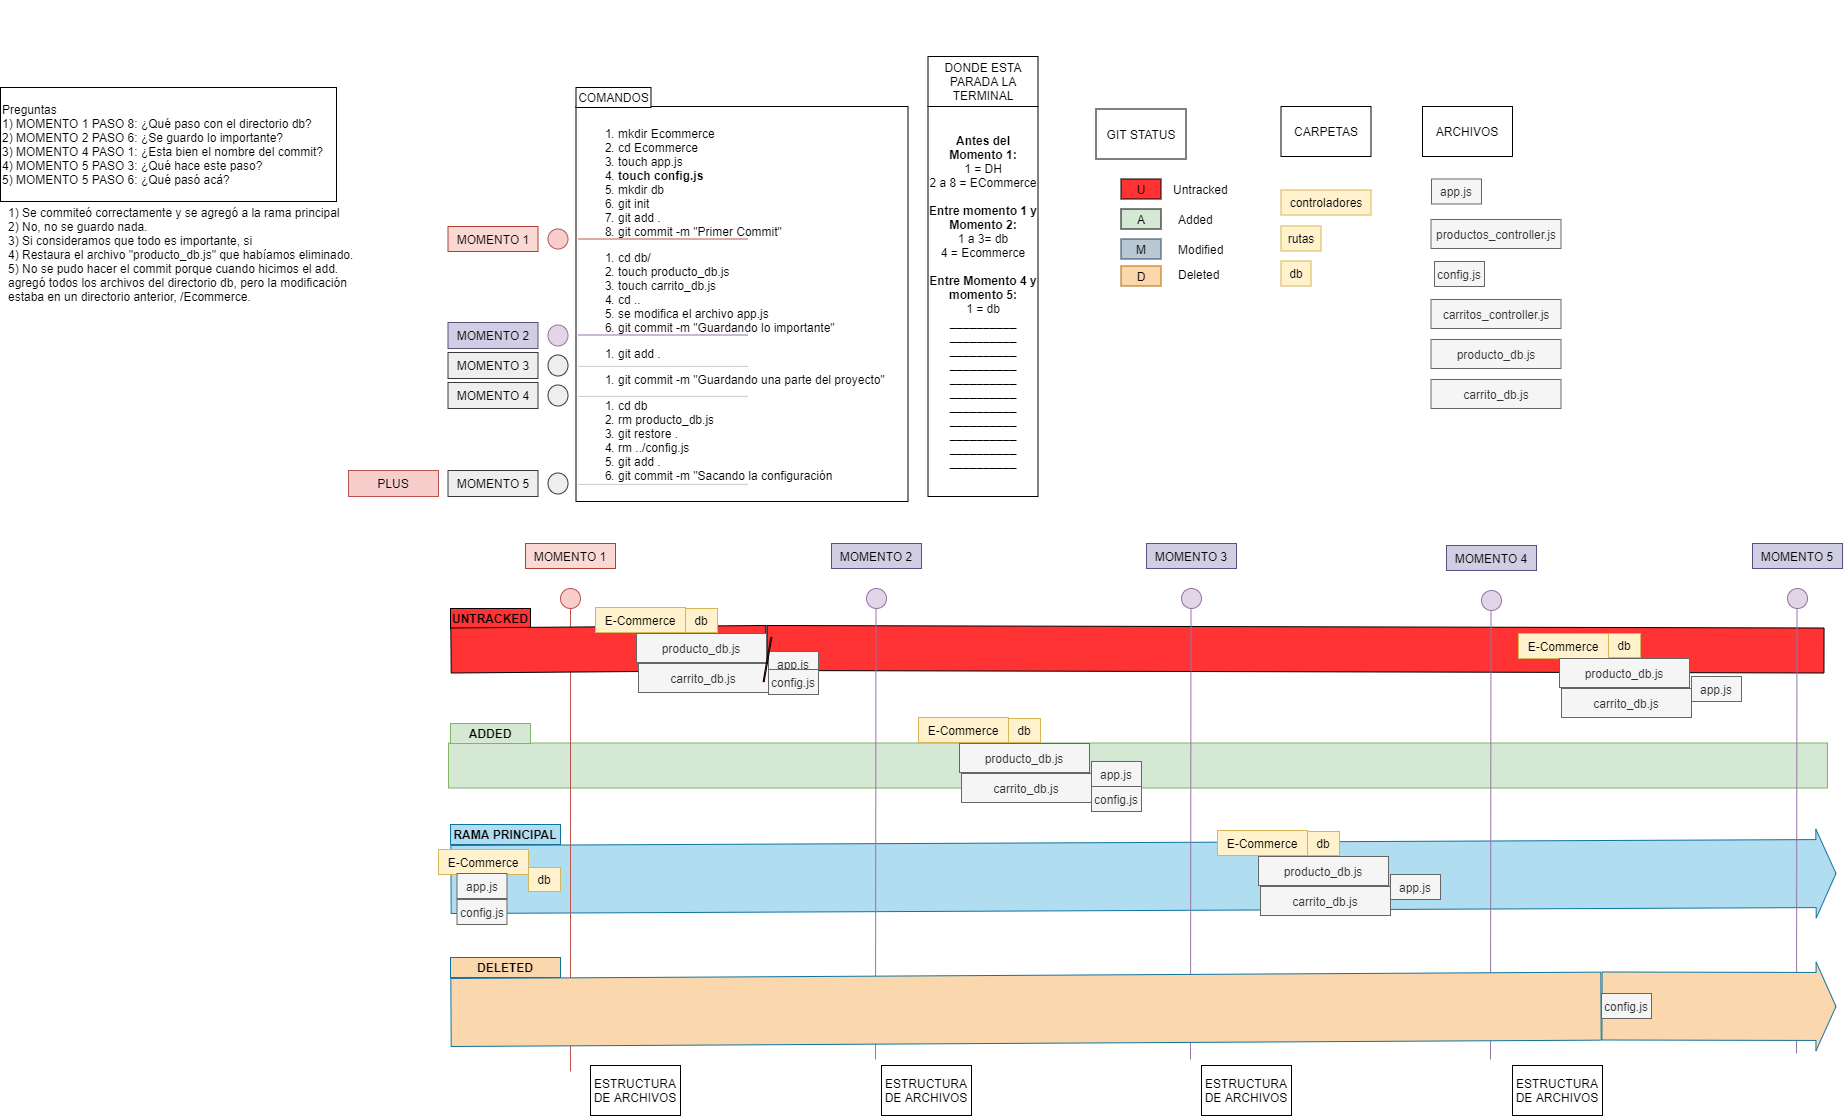 Preguntas
1) MOMENTO 1 PASO 8: ¿Qué paso con el directorio db?
2) MOMENTO 2 PASO 6: ¿Se guardo lo importante?
3) MOMENTO 4 PASO 1: ¿Esta bien el nombre del commit?
4) MOMENTO 5 PASO 3: ¿Qué hace este paso?
5) MOMENTO 5 PASO 6: ¿Qué pasó acá?
1) Se commiteó correctamente y se agregó a la rama principal
2) No, no se guardo nada.
3) Si consideramos que todo es importante, si
4) Restaura el archivo "producto_db.js" que habíamos eliminado.
5) No se pudo hacer el commit porque cuando hicimos el add.
agregó todos los archivos del directorio db, pero la modificación
estaba en un directorio anterior, /Ecommerce.
MOMENTO 1
MOMENTO 2
MOMENTO 3
MOMENTO 4
PLUS
MOMENTO 5
COMANDOS
1. mkdir Ecommerce
2. cd Ecommerce
3. touch app.js
4. touch config.js
5. mkdir db
6. git init
7. git add .
8. git commit -m "Primer Commit"
1. cd db/
2. touch producto_db.js
3. touch carrito_db.js
4. cd ..
5. se modifica el archivo app.js
6. git commit -m "Guardando lo importante"
1. git add .
1. git commit -m "Guardando una parte del proyecto"
1. cd db
2. rm producto_db.js
3. git restore .
4. rm ../config.js
5. git add .
6. git commit -m "Sacando la configuración
DONDE ESTA
PARADA LA
TERMINAL
Antes del
Momento 1:
1 = DH
2 a 8 = ECommerce
Entre momento 1 y
Momento 2:
1 a 3= db
4 = Ecommerce
Entre Momento 4 y
momento 5:
1 = db
__________
__________
__________
__________
__________
__________
__________
__________
__________
__________
__________
GIT STATUS
U Untracked
A Added
M Modified
D Deleted
CARPETAS
controladores
rutas
db
ARCHIVOS
app.js
productos_controller.js
config.js
carritos_controller.js
producto_db.js
carrito_db.js
MOMENTO 1
MOMENTO 2
MOMENTO 3
MOMENTO 4
MOMENTO 5
UNTRACKED
E-Commerce db
producto_db.js
carrito_db.js
app.js
config.js
E-Commerce db
producto_db.js
carrito_db.js
app.js
ADDED
E-Commerce db
producto_db.js
carrito_db.js
app.js
config.js
RAMA PRINCIPAL
E-Commerce
db
app.js
config.js
E-Commerce db
producto_db.js
carrito_db.js
app.js
DELETED
config.js
ESTRUCTURA
DE ARCHIVOS
ESTRUCTURA
DE ARCHIVOS
ESTRUCTURA
DE ARCHIVOS
ESTRUCTURA
DE ARCHIVOS